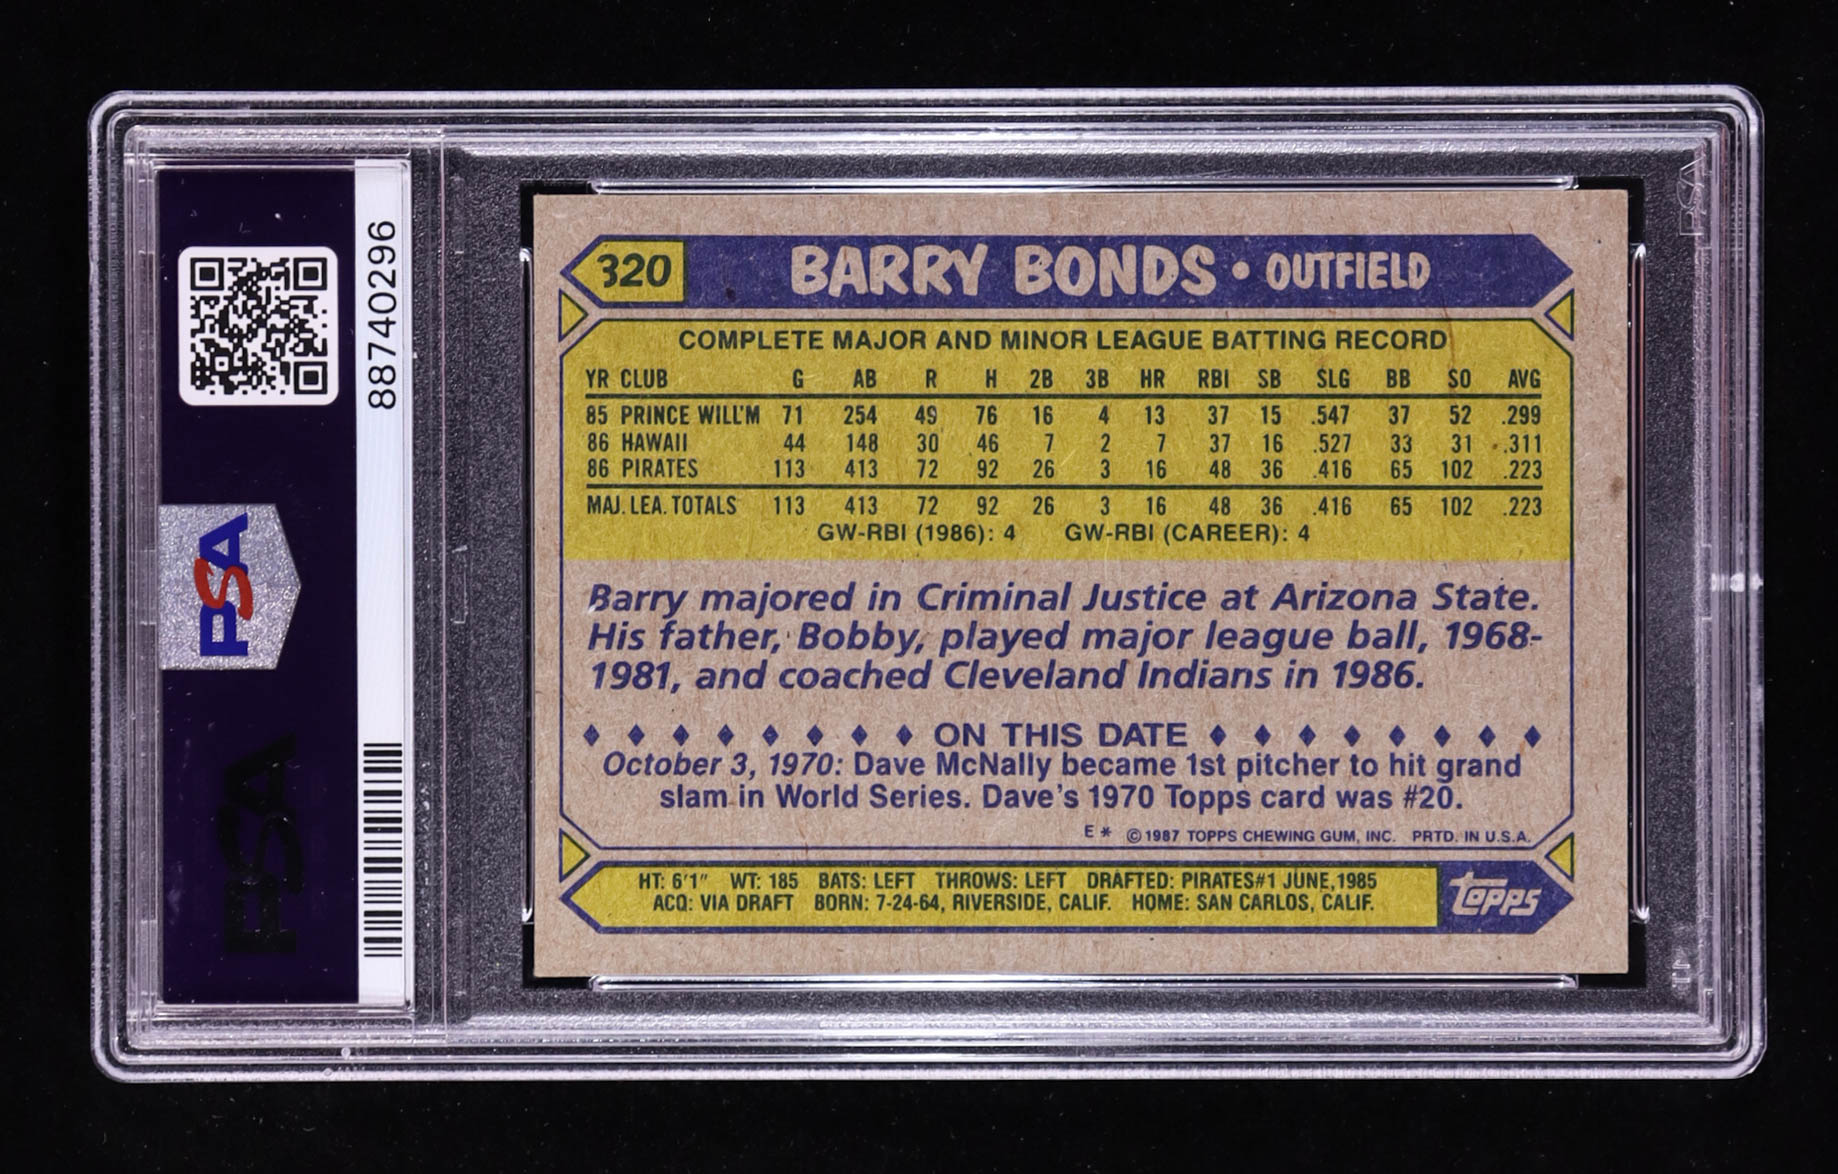 88740296
PSA
PSA
PSA
320 BARRY BONDS • OUTFIELD
COMPLETE MAJOR AND MINOR LEAGUE BATTING RECORD
YR CLUB G AB R H 2B 3B HR RBI SB SLG BB SO AVG
85 PRINCE WILL'M 71 254 49 76 16 4 13 37 15 .547 37 52 .299
86 HAWAII 44 148 30 46 7 2 7 37 16 .527 33 31 .311
86 PIRATES 113 413 72 92 26 3 16 48 36 .416 65 102 .223
MAJ. LEA. TOTALS 113 413 72 92 26 3 16 48 36 .416 65 102 .223
GW-RBI (1986): 4 GW-RBI (CAREER): 4
Barry majored in Criminal Justice at Arizona State.
His father, Bobby, played major league ball, 1968-
1981, and coached Cleveland Indians in 1986.
ON THIS DATE
October 3, 1970: Dave McNally became 1st pitcher to hit grand
slam in World Series. Dave's 1970 Topps card was #20.
E* © 1987 TOPPS CHEWING GUM, INC. PRTD. IN U.S.A.
HT: 6'1" WT: 185 BATS: LEFT THROWS: LEFT DRAFTED: PIRATES#1 JUNE,1985
ACQ: VIA DRAFT BORN: 7-24-64, RIVERSIDE, CALIF. HOME: SAN CARLOS, CALIF.
topps